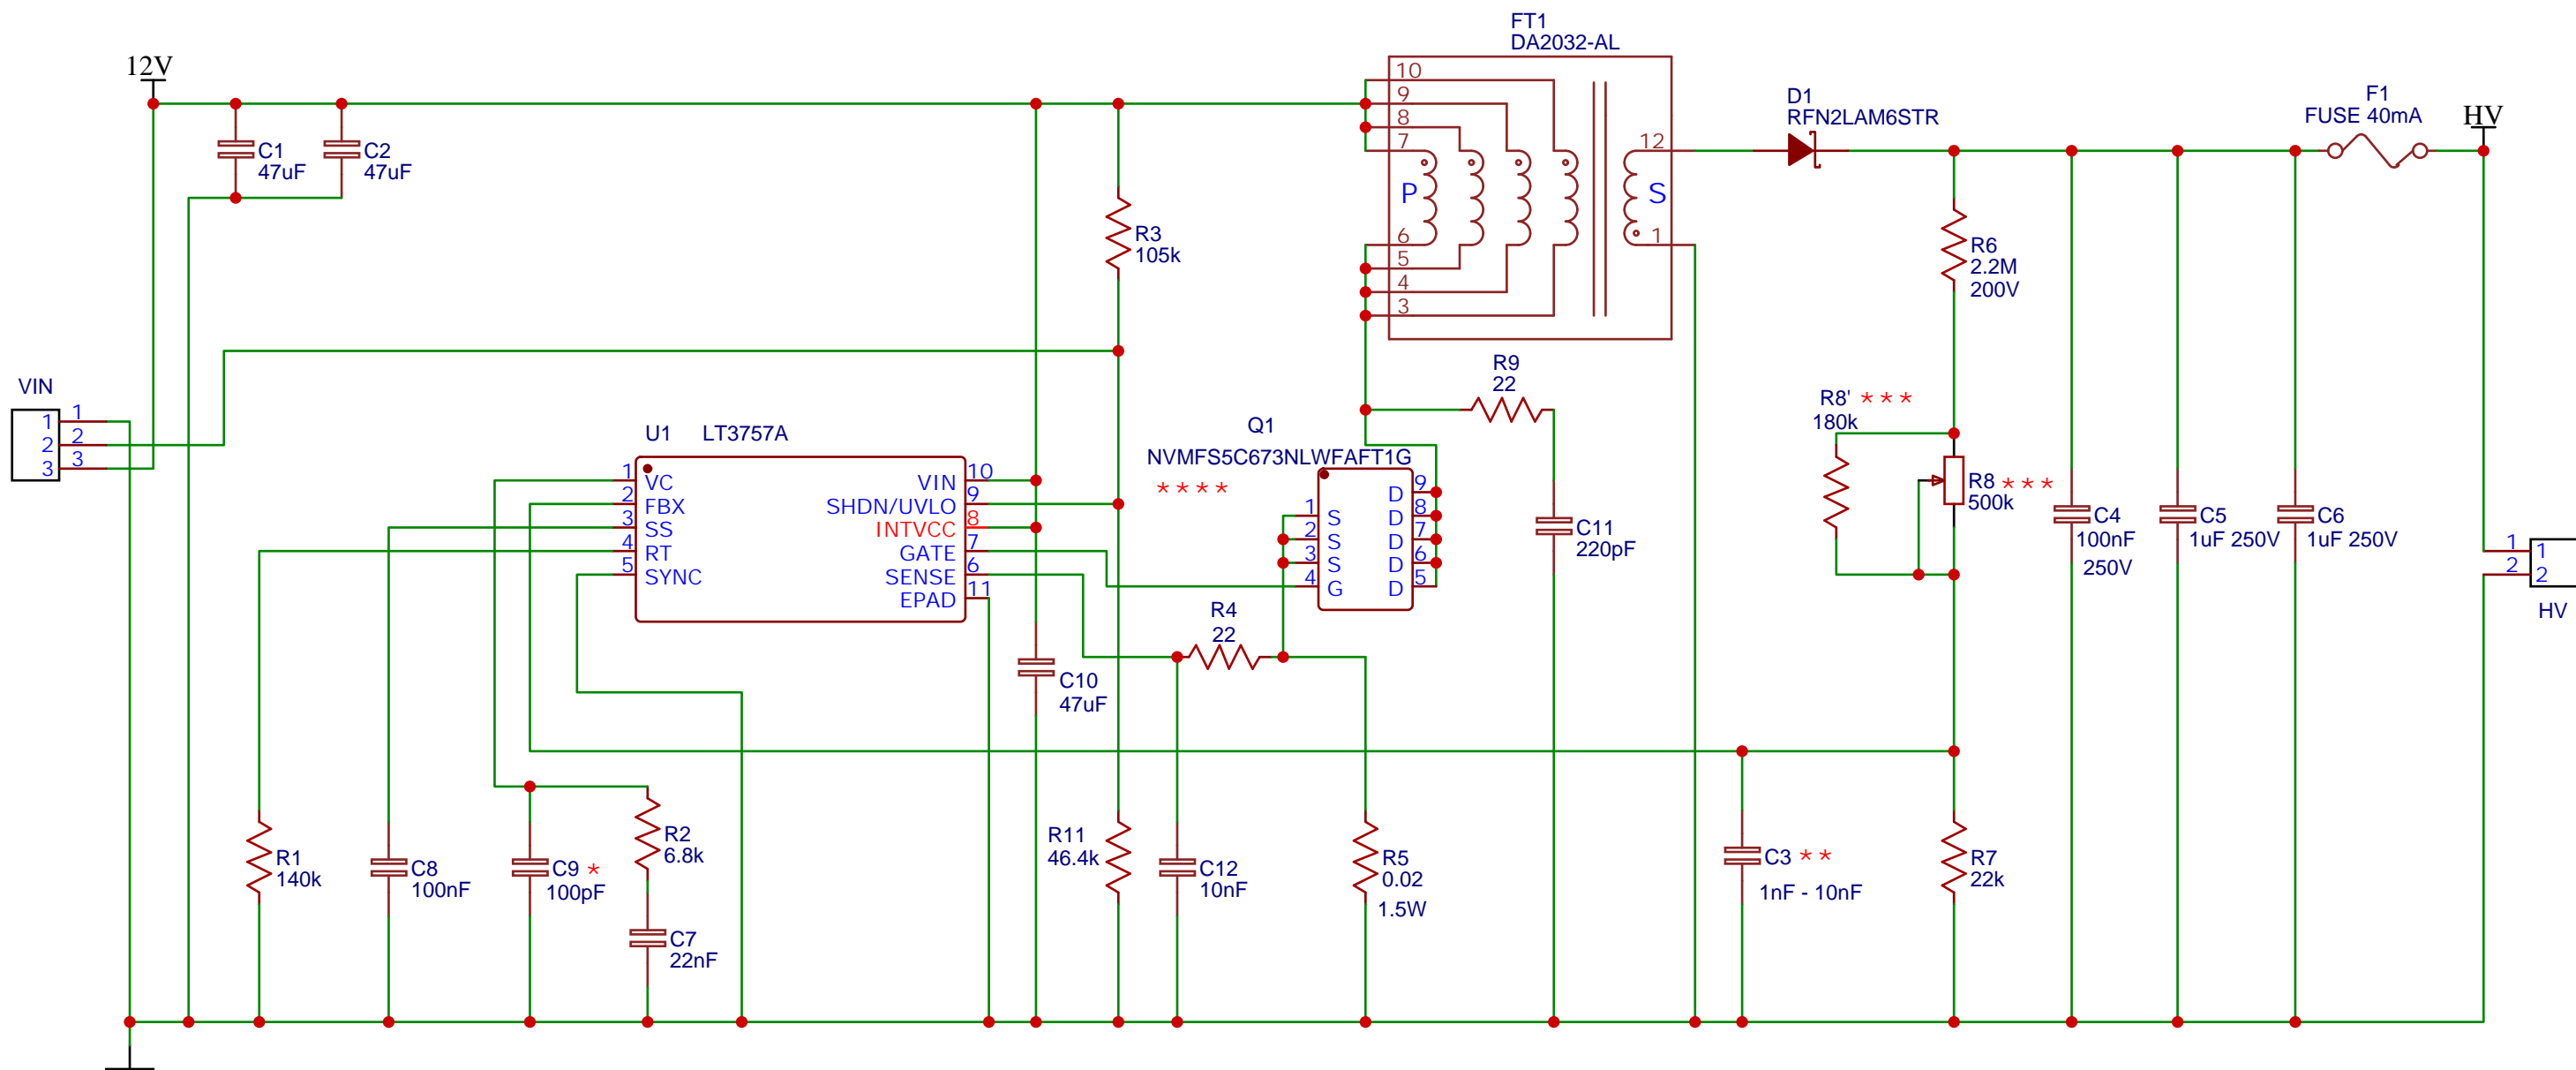 FT1
DA2032-AL
12V
10
9
8
7
12
P
S
6
1
5
4
3
D1
RFN2LAM6STR
F1
FUSE 40mA
HV
C1
47uF
C2
47uF
R3
105k
R6
2.2M
200V
VIN
1 1
2 2
3 3
R9
22
R8' ***
180k
R8 ***
500k
U1 LT3757A
1 VC
2 FBX
3 SS
4 RT
5 SYNC
VIN 10
SHDN/UVLO 9
INTVCC 8
GATE 7
SENSE 6
EPAD 11
Q1
NVMFS5C673NLWFAFT1G
****
1 S
2 S
3 S
4 G
D 9
D 8
D 7
D 6
D 5
C11
220pF
C4
100nF
250V
C5
1uF 250V
C6
1uF 250V
1 1
2 2
HV
R4
22
C10
47uF
R1
140k
C8
100nF
C9 *
100pF
R2
6.8k
C7
22nF
R11
46.4k
C12
10nF
R5
0.02
1.5W
C3 **
1nF - 10nF
R7
22k